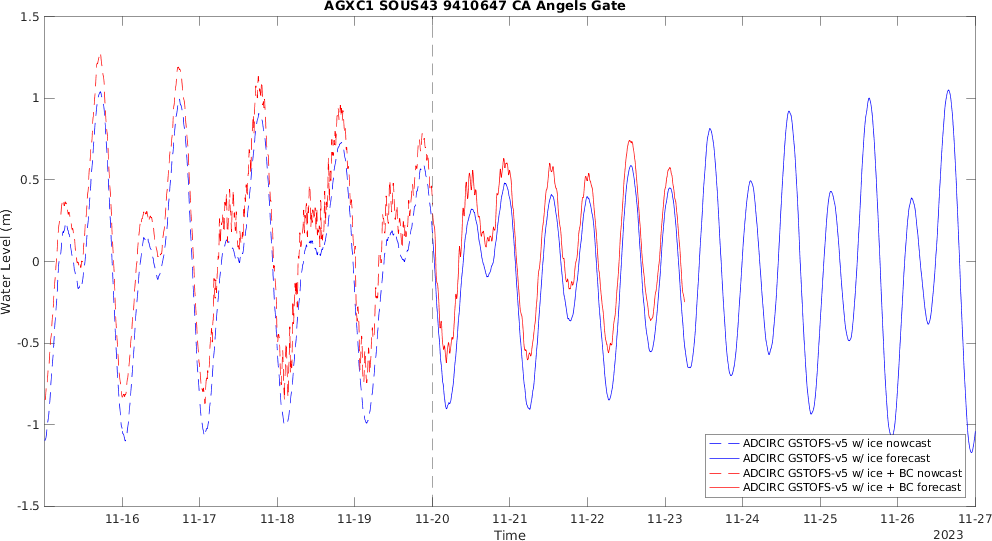 AGXC1 SOUS43 9410647 CA Angels Gate
Water Level (m)
1.5
1
0.5
0
-0.5
-1
-1.5
11-16
11-17
11-18
11-19
11-20
11-21
11-22
11-23
11-24
11-25
11-26
11-27
Time
2023
ADCIRC GSTOFS-v5 w/ ice nowcast
ADCIRC GSTOFS-v5 w/ ice forecast
ADCIRC GSTOFS-v5 w/ ice + BC nowcast
ADCIRC GSTOFS-v5 w/ ice + BC forecast